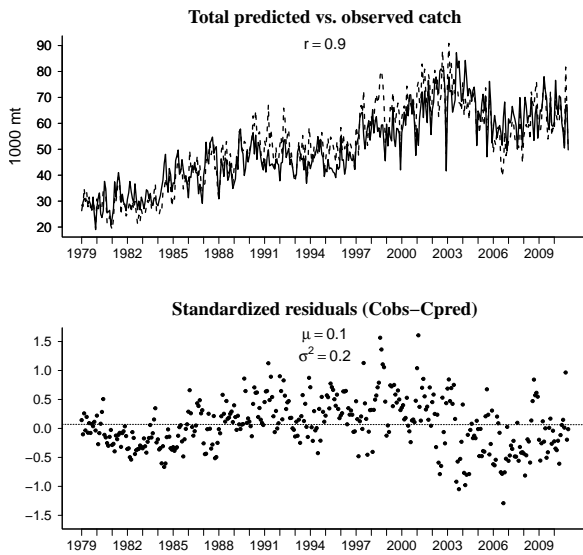 Total predicted vs. observed catch
r = 0.9
1000 mt
90
80
70
60
50
40
30
20
1979 1982 1985 1988 1991 1994 1997 2000 2003 2006 2009
Standardized residuals (Cobs−Cpred)
μ = 0.1
σ² = 0.2
1.5
1.0
0.5
0.0
−0.5
−1.0
−1.5
1979 1982 1985 1988 1991 1994 1997 2000 2003 2006 2009